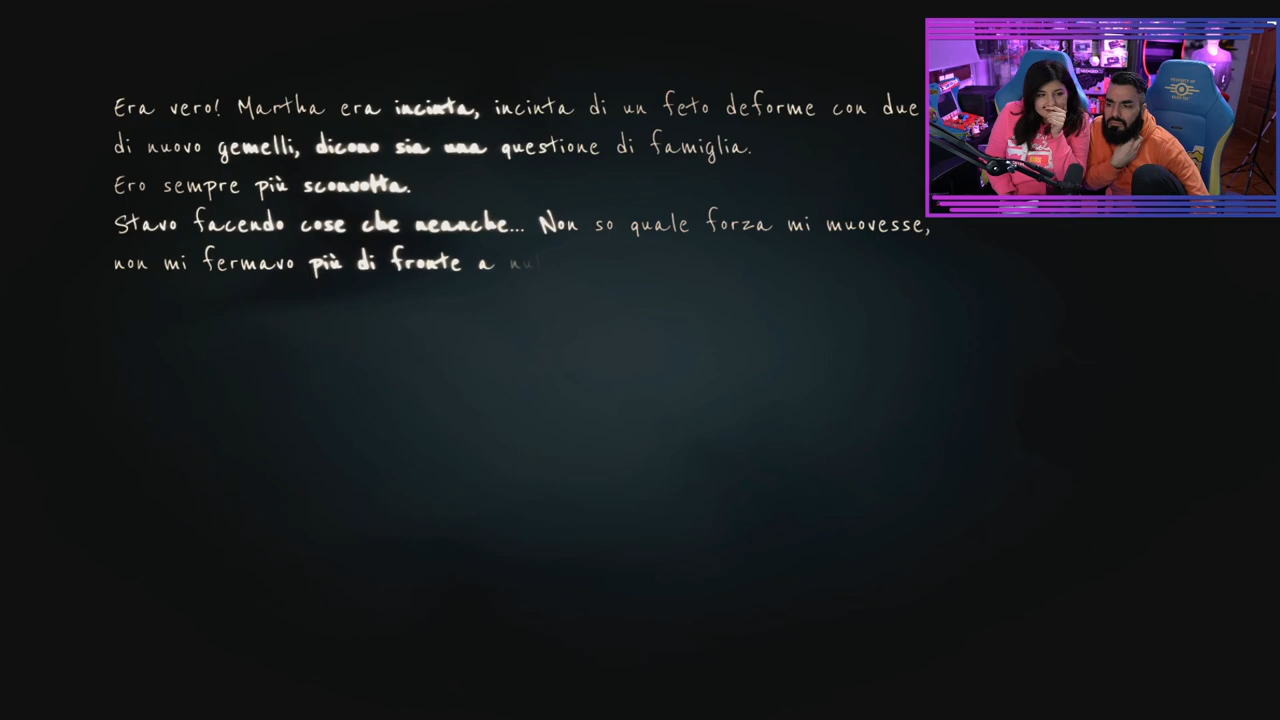 Era vero! Martha era incinta, incinta di un feto deforme con due
di nuovo gemelli, dicono sia una questione di famiglia.
Ero sempre più sconvolta.
Stavo facendo cose che neanche... Non so quale forza mi muovesse,
non mi fermavo più di fronte a